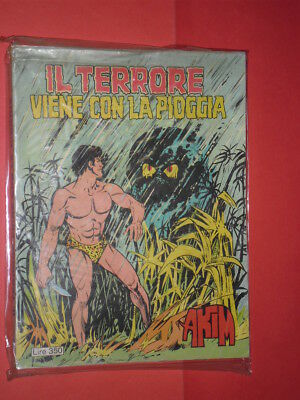 IL TERRORE
VIENE CON LA PIOGGIA
AKIM
Lire 350